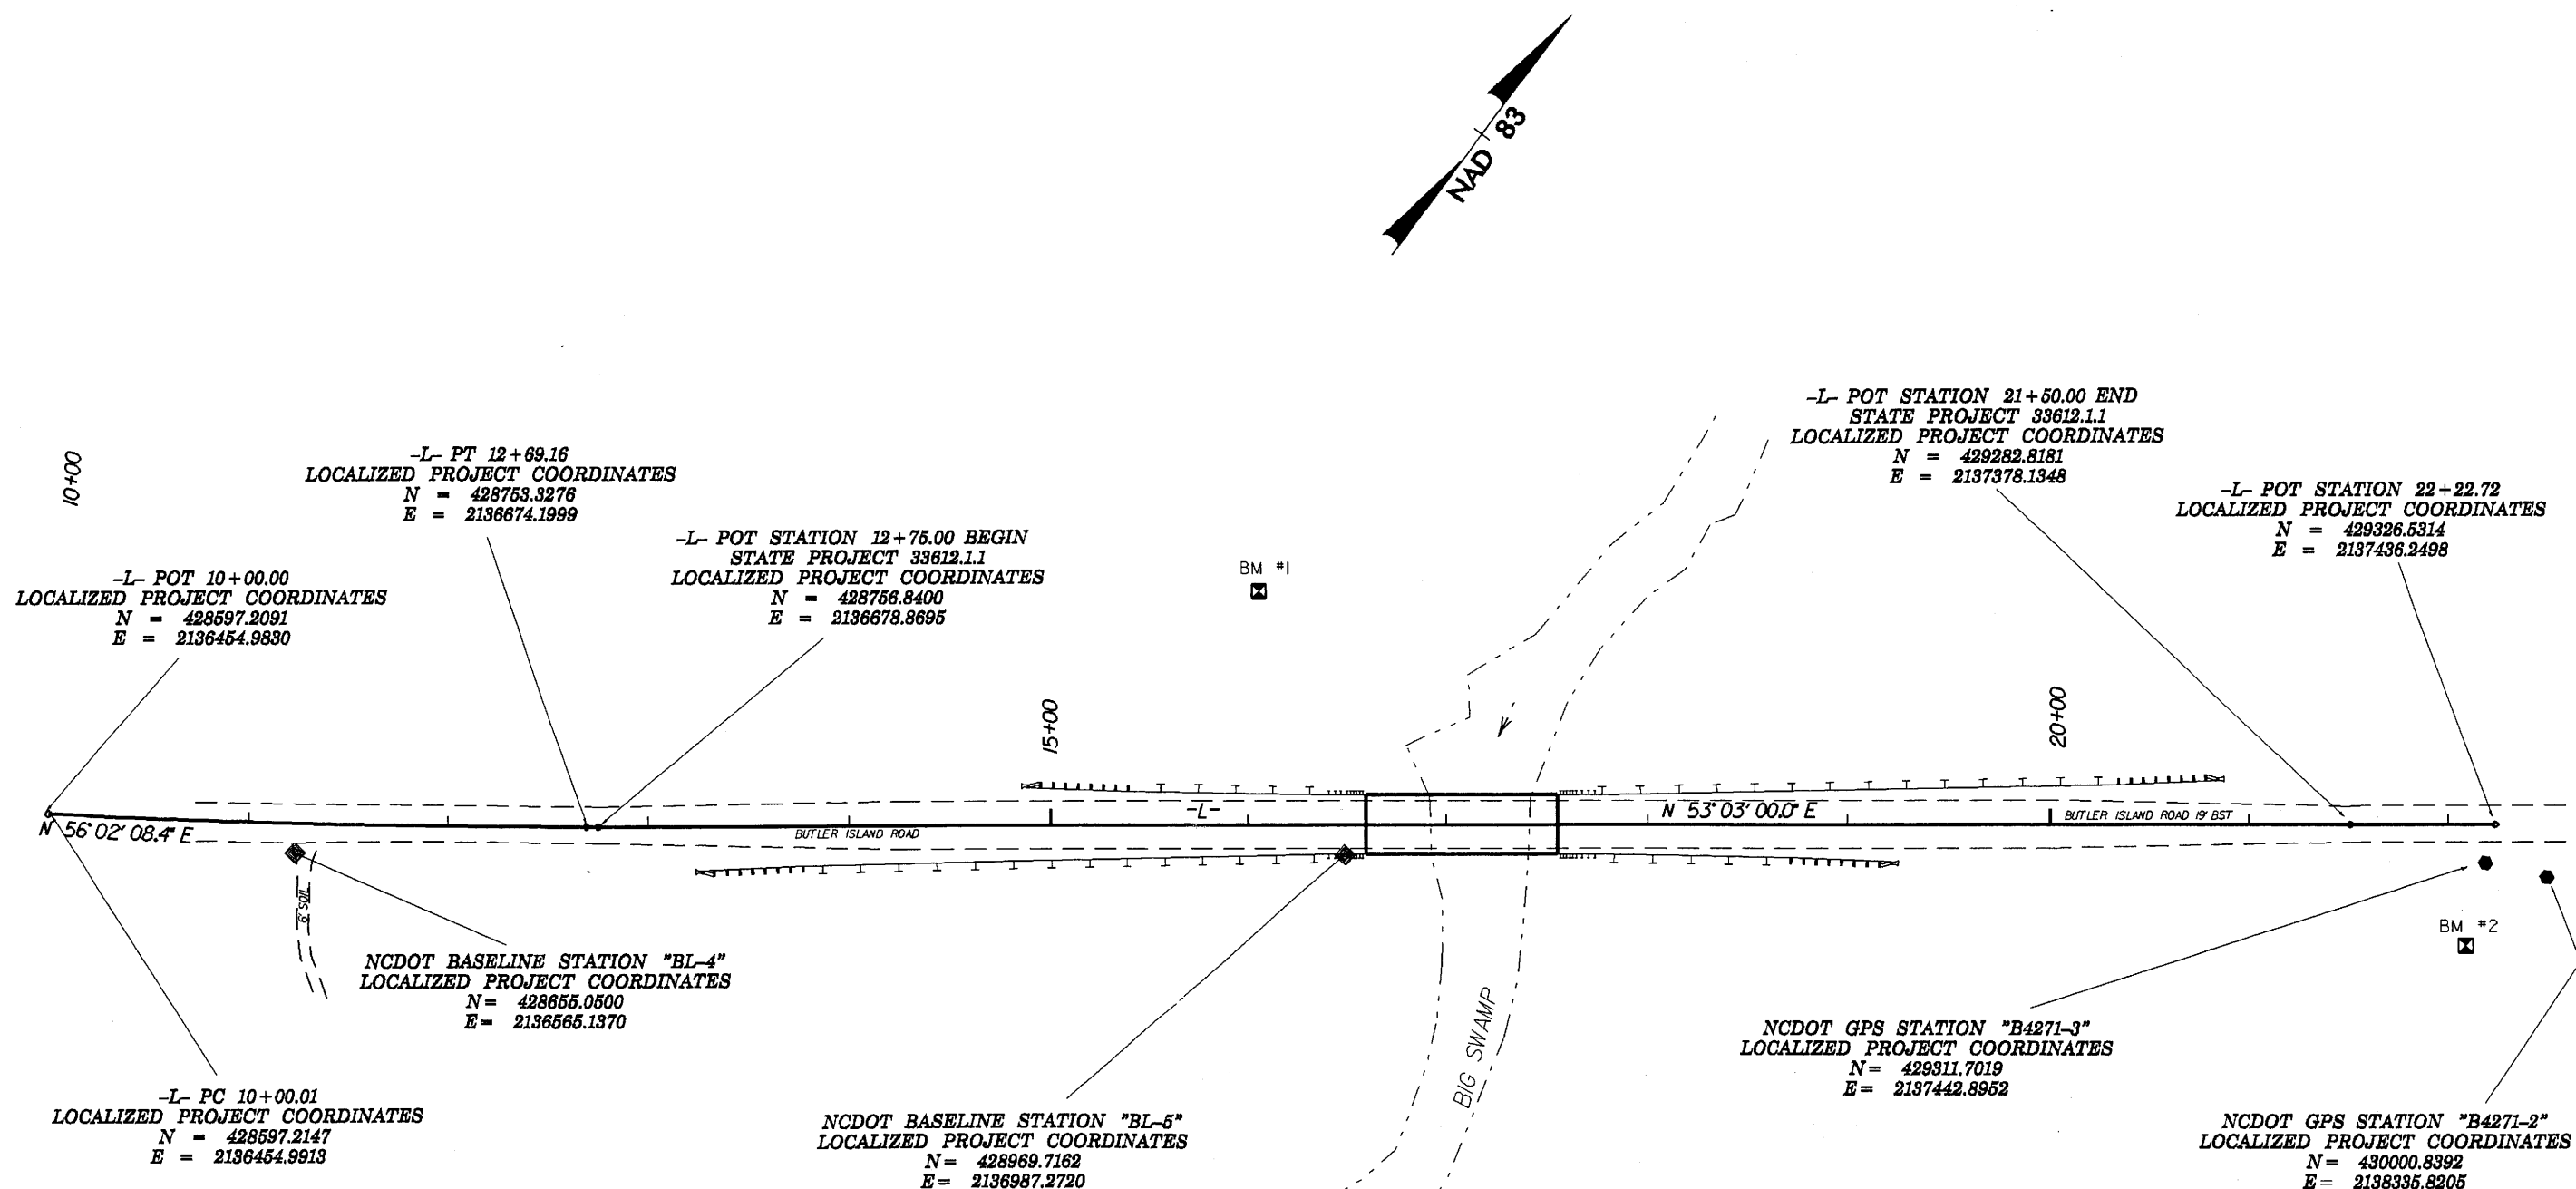 NAD 83
-L- POT STATION 21+50.00 END
STATE PROJECT 33612.1.1
LOCALIZED PROJECT COORDINATES
N = 429282.8181
E = 2137378.1348
10+00
-L- PT 12+69.16
LOCALIZED PROJECT COORDINATES
N = 428753.3276
E = 2136674.1999
-L- POT STATION 22+22.72
LOCALIZED PROJECT COORDINATES
N = 429326.5314
E = 2137436.2498
-L- POT STATION 12+75.00 BEGIN
STATE PROJECT 33612.1.1
LOCALIZED PROJECT COORDINATES
N = 428756.8400
E = 2136678.8695
-L- POT 10+00.00
LOCALIZED PROJECT COORDINATES
N = 428597.2091
E = 2136454.9830
BM #1
15+00
20+00
N 56° 02' 08.4" E
BUTLER ISLAND ROAD
-L-
N 53° 03' 00.0" E
BUTLER ISLAND ROAD 19' BST
6' SOIL
BM #2
NCDOT BASELINE STATION "BL-4"
LOCALIZED PROJECT COORDINATES
N= 428655.0500
E= 2136565.1370
BIG SWAMP
NCDOT GPS STATION "B4271-3"
LOCALIZED PROJECT COORDINATES
N= 429311.7019
E= 2137442.8952
-L- PC 10+00.01
LOCALIZED PROJECT COORDINATES
N = 428597.2147
E = 2136454.9913
NCDOT BASELINE STATION "BL-5"
LOCALIZED PROJECT COORDINATES
N= 428969.7162
E= 2136987.2720
NCDOT GPS STATION "B4271-2"
LOCALIZED PROJECT COORDINATES
N= 430000.8392
E= 2138335.8205